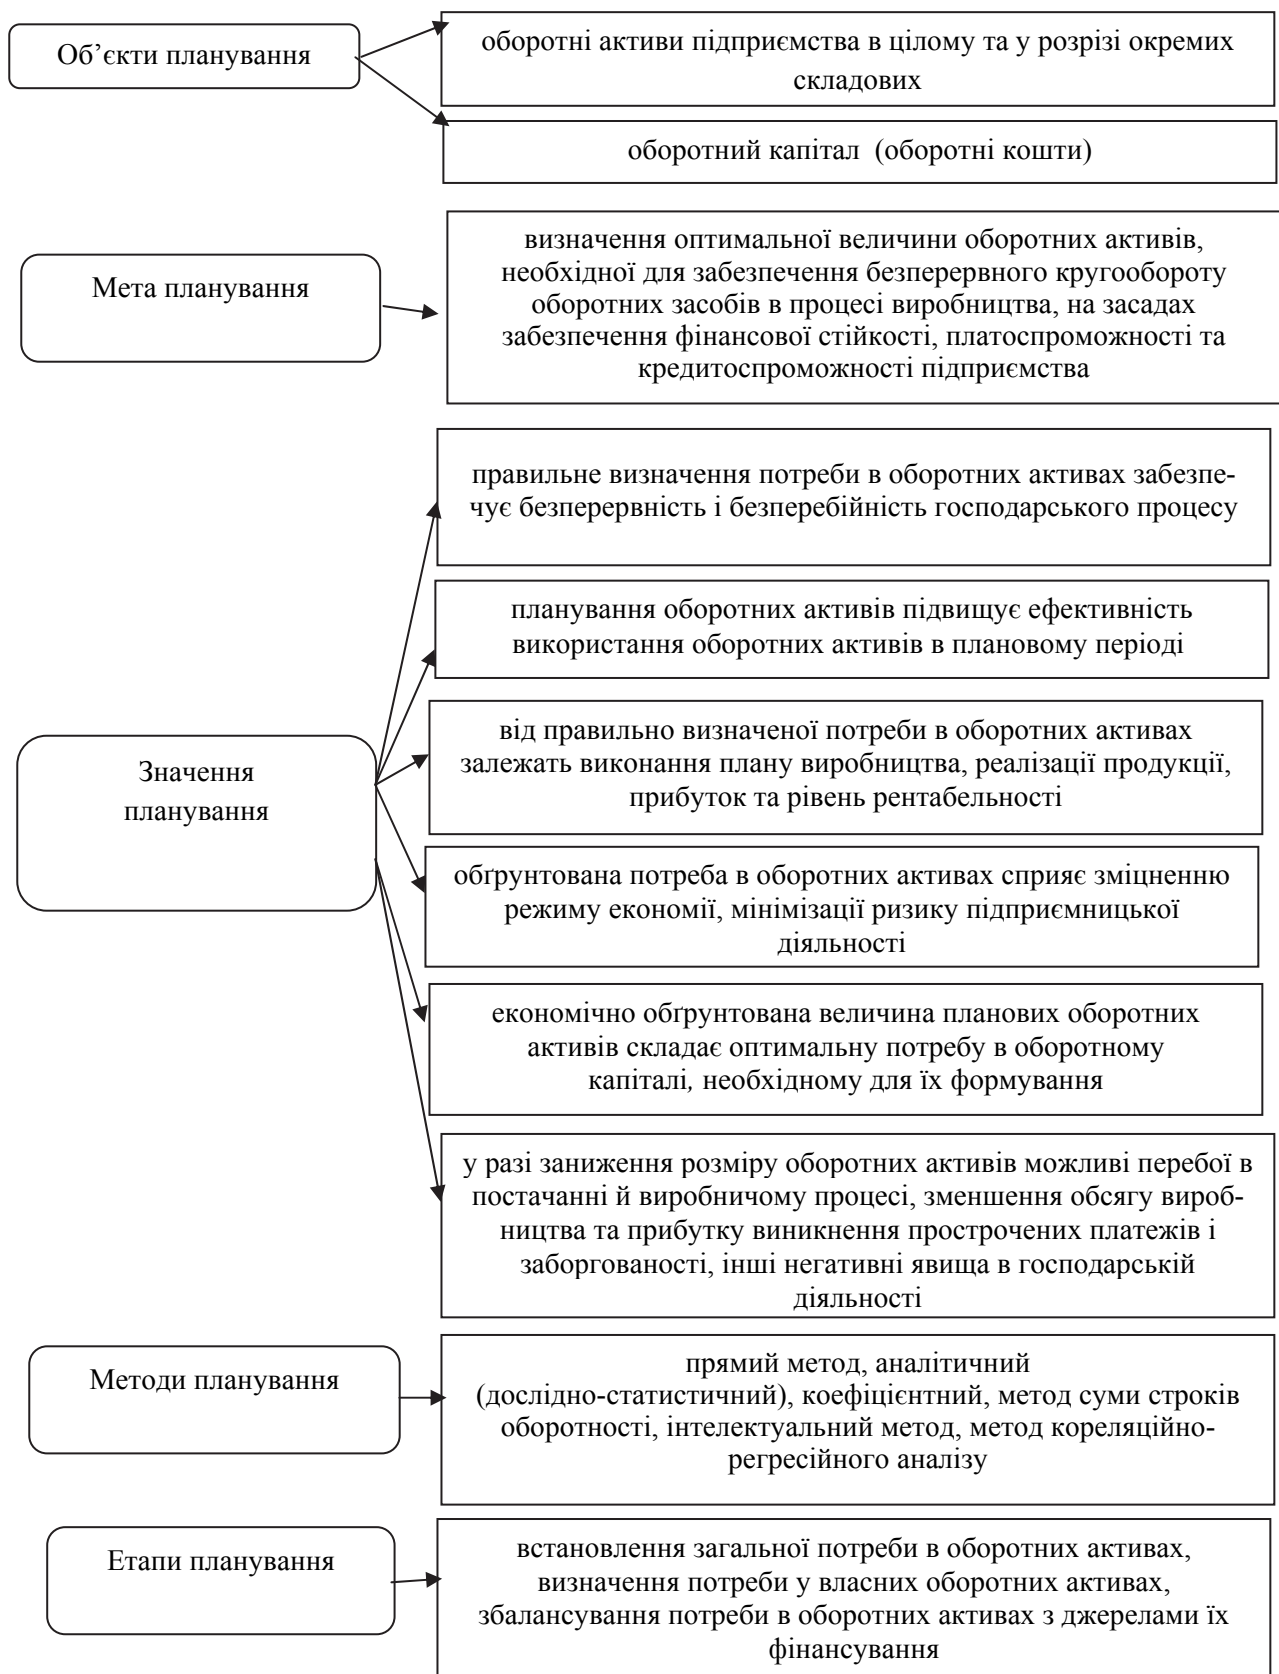 Об’єкти планування
оборотні активи підприємства в цілому та у розрізі окремих
складових
оборотний капітал  (оборотні кошти)
Мета планування
визначення оптимальної величини оборотних активів,
необхідної для забезпечення безперервного кругообороту
оборотних засобів в процесі виробництва, на засадах
забезпечення фінансової стійкості, платоспроможності та
кредитоспроможності підприємства
Значення
планування
правильне визначення потреби в оборотних активах забезпе-
чує безперервність і безперебійність господарського процесу
планування оборотних активів підвищує ефективність
використання оборотних активів в плановому періоді
від правильно визначеної потреби в оборотних активах
залежать виконання плану виробництва, реалізації продукції,
прибуток та рівень рентабельності
обґрунтована потреба в оборотних активах сприяє зміцненню
режиму економії, мінімізації ризику підприємницької
діяльності
економічно обґрунтована величина планових оборотних
активів складає оптимальну потребу в оборотному
капіталі, необхідному для їх формування
у разі заниження розміру оборотних активів можливі перебої в
постачанні й виробничому процесі, зменшення обсягу вироб-
ництва та прибутку виникнення прострочених платежів і
заборгованості, інші негативні явища в господарській
діяльності
Методи планування
прямий метод, аналітичний
(дослідно-статистичний), коефіцієнтний, метод суми строків
оборотності, інтелектуальний метод, метод кореляційно-
регресійного аналізу
Етапи планування
встановлення загальної потреби в оборотних активах,
визначення потреби у власних оборотних активах,
збалансування потреби в оборотних активах з джерелами їх
фінансування